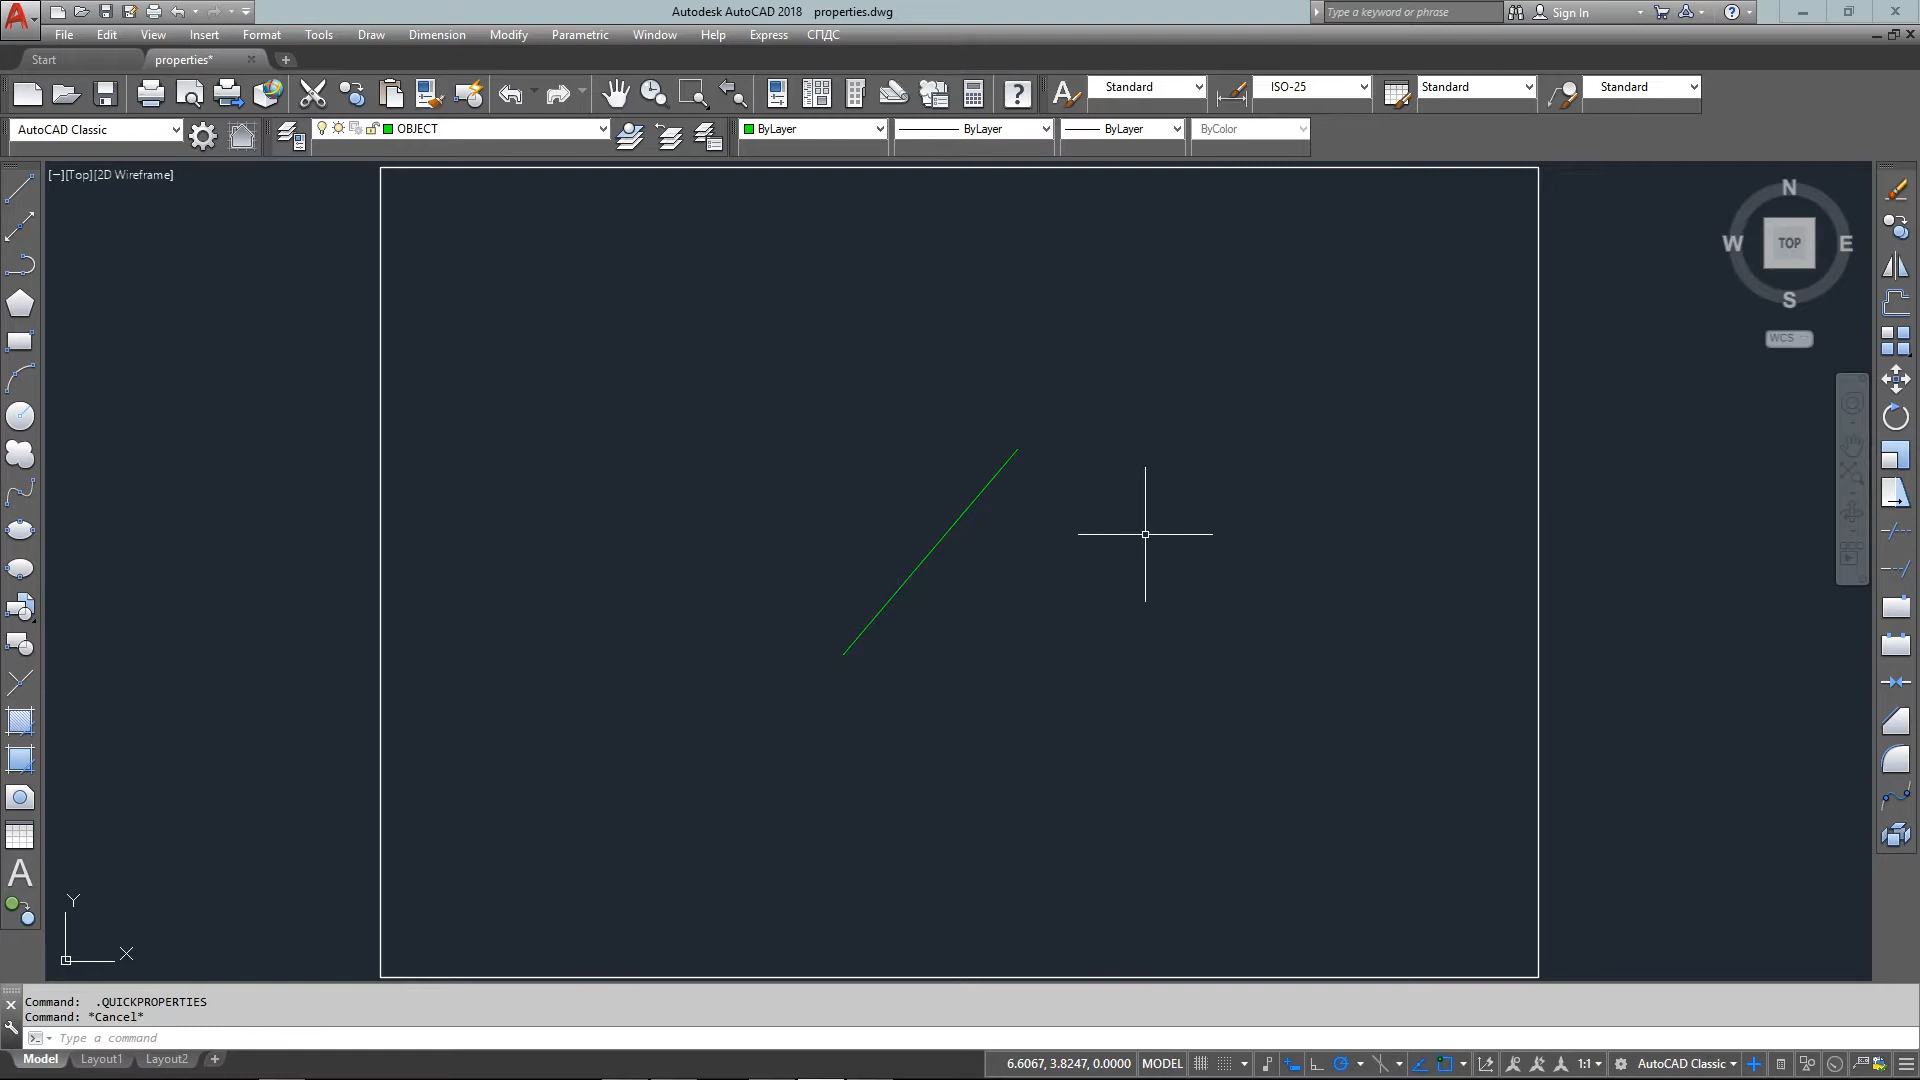 Autodesk AutoCAD 2018 properties.dwg
Type a keyword or phrase
Sign In
File Edit View Insert Format Tools Draw Dimension Modify Parametric Window Help Express СПДС
Start properties*
Standard ISO-25 Standard Standard
AutoCAD Classic OBJECT ByLayer ByLayer ByLayer ByColor
[−][Top][2D Wireframe]
N
W TOP E
S
WCS
Y
X
Command: .QUICKPROPERTIES
Command: *Cancel*
Type a command
Model Layout1 Layout2
6.6067, 3.8247, 0.0000 MODEL 1:1 AutoCAD Classic